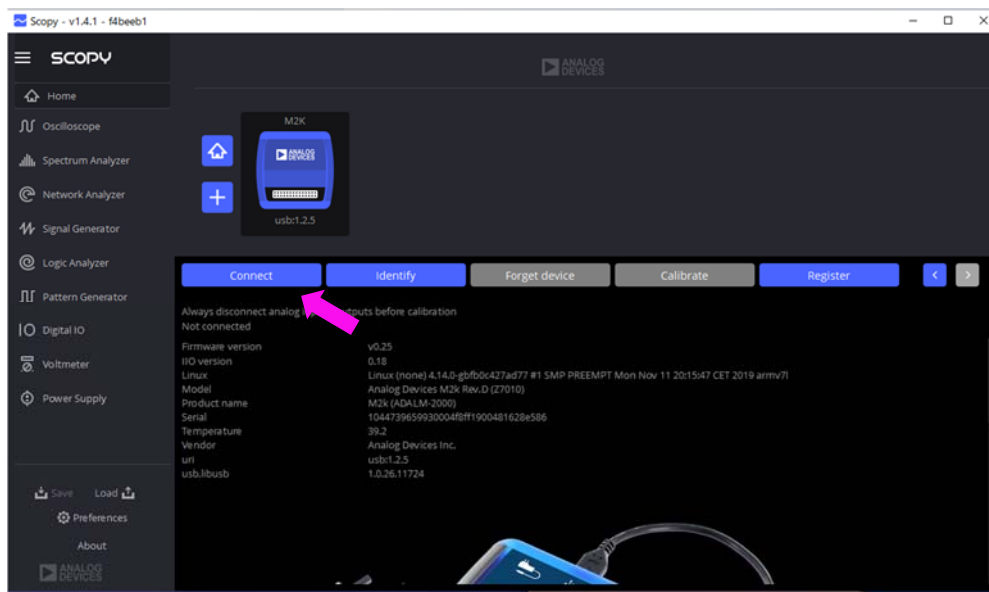 Scopy - v1.4.1 - f4beeb1
SCOPY
Home
Oscilloscope
Spectrum Analyzer
Network Analyzer
Signal Generator
Logic Analyzer
Pattern Generator
Digital IO
Voltmeter
Power Supply
Save Load
Preferences
About
ANALOG
DEVICES
ANALOG
DEVICES
M2K
ANALOG
DEVICES
usb:1.2.5
Connect Identify Forget device Calibrate Register
Always disconnect analog tputs before calibration
Not connected
Firmware version v0.25
IIO version 0.18
Linux Linux (none) 4.14.0-gbfb0c427ad77 #1 SMP PREEMPT Mon Nov 11 20:15:47 CET 2019 armv7l
Model Analog Devices M2k Rev.D (Z7010)
Product name M2k (ADALM-2000)
Serial 1044739659930004f8ff1900481628e586
Temperature 39.2
Vendor Analog Devices Inc.
uri usb:1.2.5
usb.libusb 1.0.26.11724